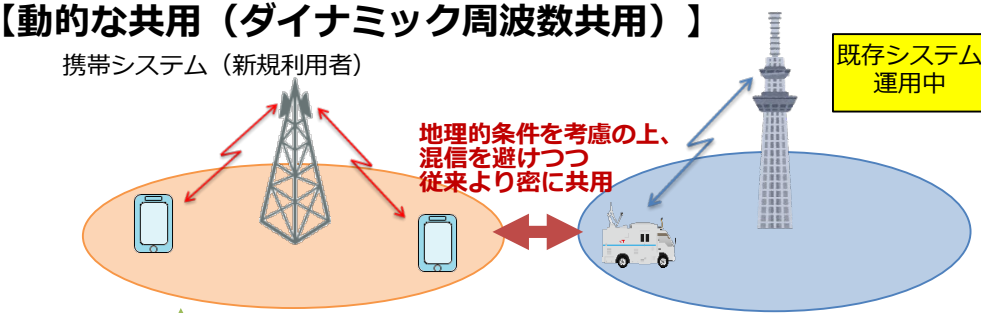 【動的な共用（ダイナミック周波数共用）】
携帯システム（新規利用者）
既存システム
運用中
地理的条件を考慮の上、
混信を避けつつ
従来より密に共用